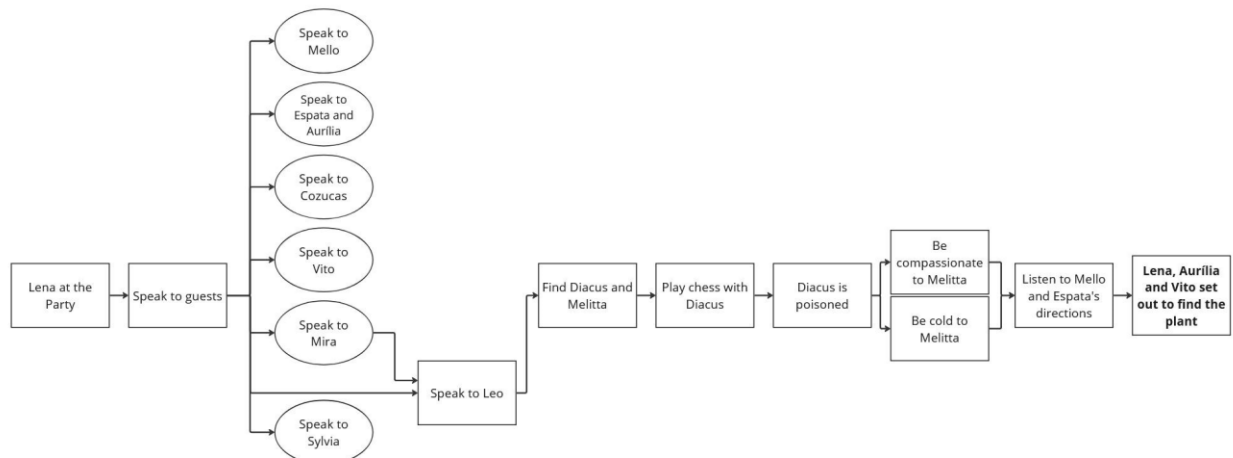 Speak to
Mello
Speak to
Espata and
Aurília
Speak to
Cozucas
Speak to
Vito
Lena at the
Party
Speak to guests
Speak to
Mira
Speak to
Sylvia
Speak to Leo
Find Diacus and
Melitta
Play chess with
Diacus
Diacus is
poisoned
Be
compassionate
to Melitta
Be cold to
Melitta
Listen to Mello
and Espata's
directions
Lena, Aurília
and Vito set
out to find the
plant